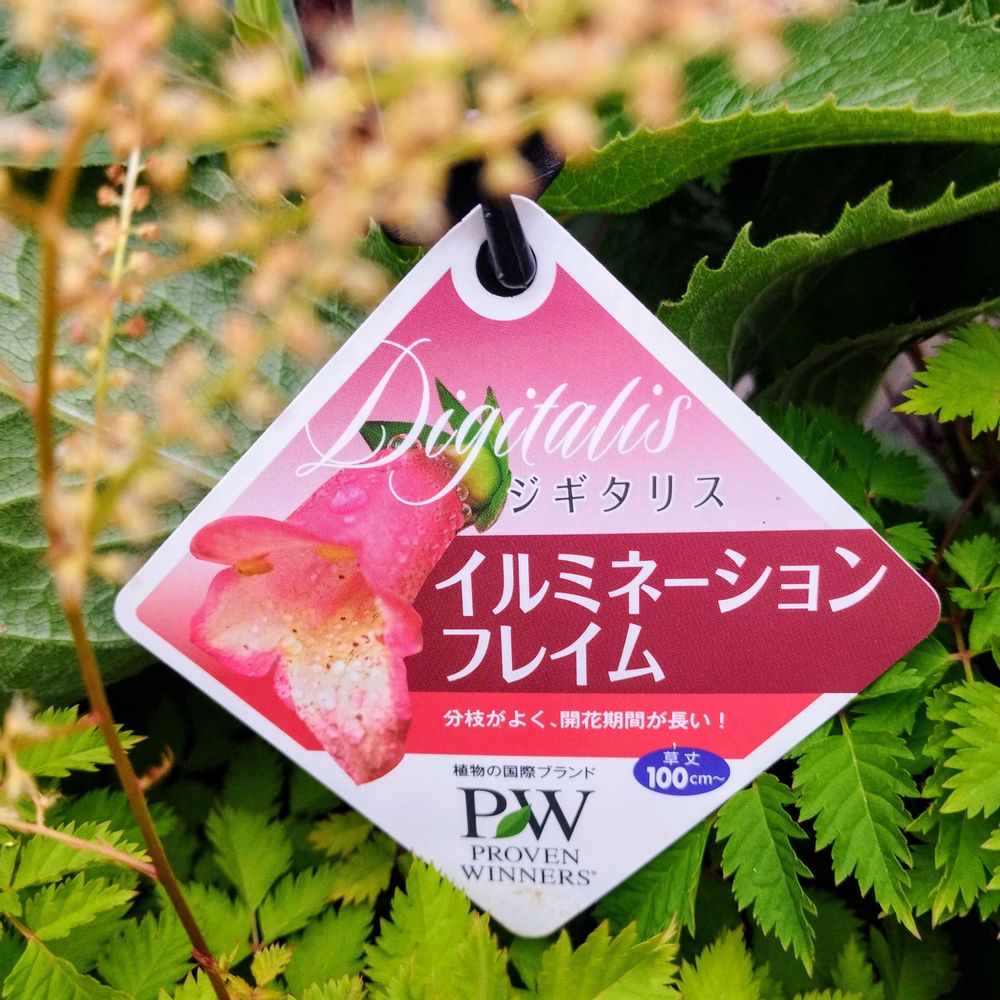 Digitalis
ジギタリス
イルミネーション
フレイム
分枝がよく、開花期間が長い！
植物の国際ブランド
草丈
100cm~
PW
PROVEN
WINNERS®